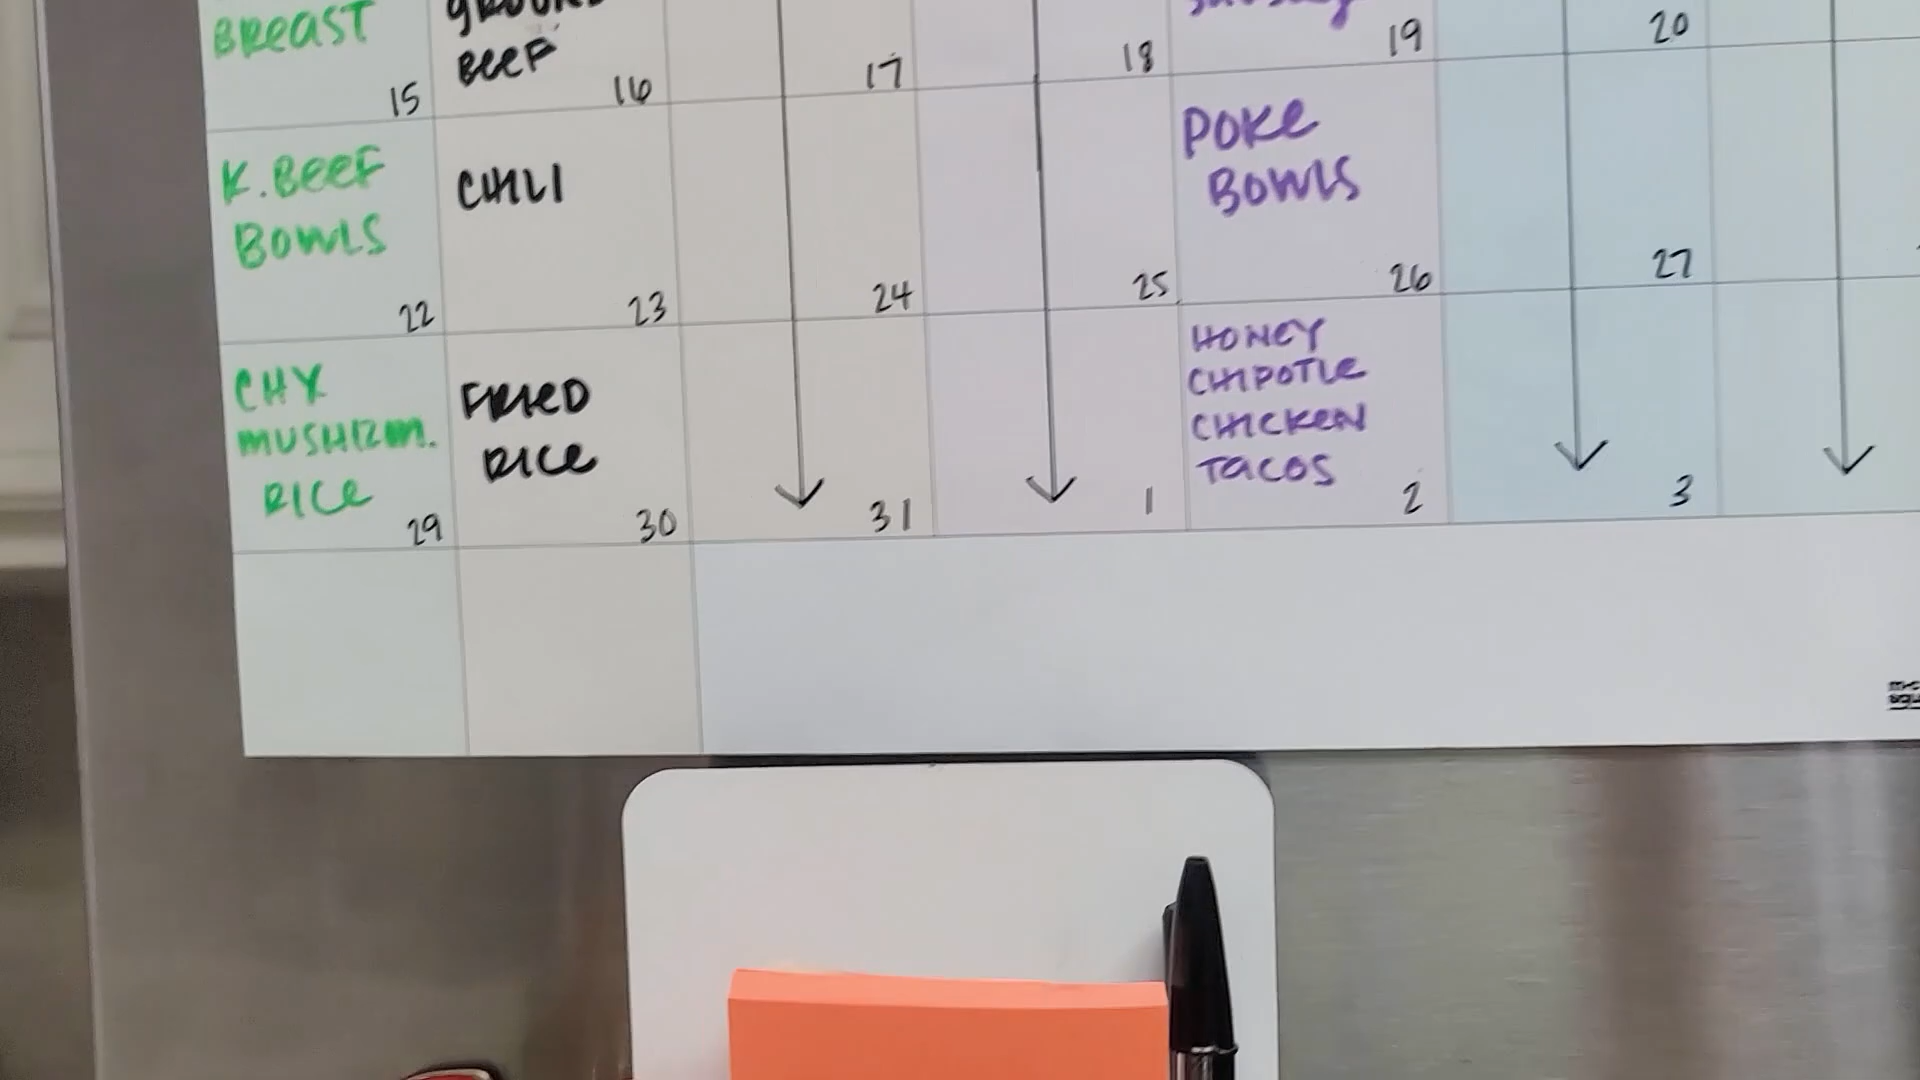 BREAST
BEEF
15
16
17
18
19
20
K. BEEF
BOWLS
CHILI
POKE
BOWLS
22
23
24
25
26
27
CHX
MUSHRM.
RICE
FRIED
RICE
HONEY
CHIPOTLE
CHICKEN
TACOS
29
30
31
1
2
3